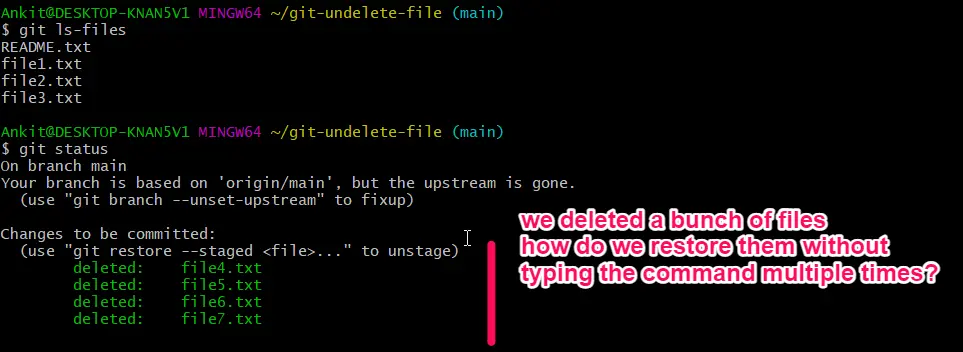 Ankit@DESKTOP-KNAN5V1 MINGW64 ~/git-undelete-file (main)
$ git ls-files
README.txt
file1.txt
file2.txt
file3.txt
Ankit@DESKTOP-KNAN5V1 MINGW64 ~/git-undelete-file (main)
$ git status
On branch main
Your branch is based on 'origin/main', but the upstream is gone.
  (use "git branch --unset-upstream" to fixup)
Changes to be committed:
  (use "git restore --staged <file>..." to unstage)
        deleted:    file4.txt
        deleted:    file5.txt
        deleted:    file6.txt
        deleted:    file7.txt
we deleted a bunch of files
how do we restore them without
typing the command multiple times?